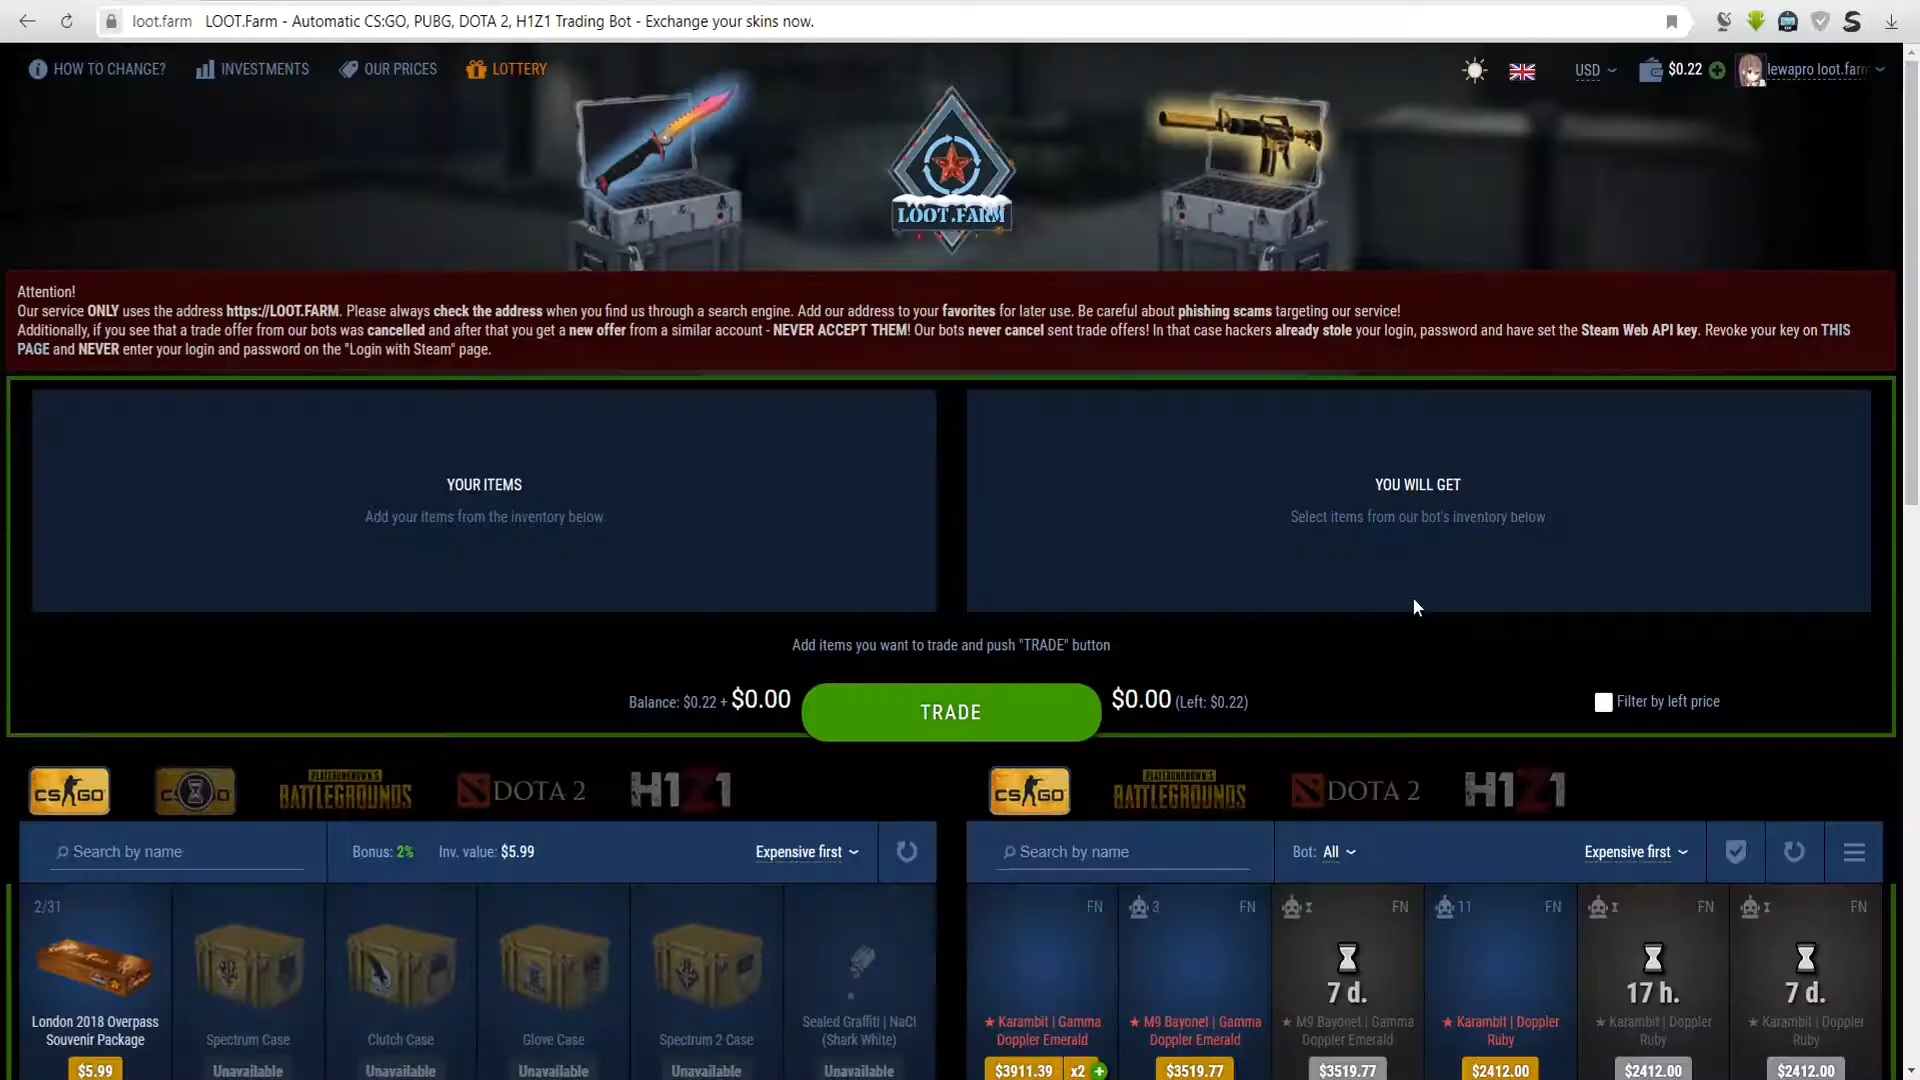 loot.farm LOOT.Farm - Automatic CS:GO, PUBG, DOTA 2, H1Z1 Trading Bot - Exchange your skins now.
HOW TO CHANGE? INVESTMENTS OUR PRICES LOTTERY USD $0.22 lewapro loot.farm
LOOT.FARM
Attention!
Our service ONLY uses the address https://LOOT.FARM. Please always check the address when you find us through a search engine. Add our address to your favorites for later use. Be careful about phishing scams targeting our service!
Additionally, if you see that a trade offer from our bots was cancelled and after that you get a new offer from a similar account - NEVER ACCEPT THEM! Our bots never cancel sent trade offers! In that case hackers already stole your login, password and have set the Steam Web API key. Revoke your key on THIS
PAGE and NEVER enter your login and password on the "Login with Steam" page.
YOUR ITEMS YOU WILL GET
Add your items from the inventory below Select items from our bot's inventory below
Add items you want to trade and push "TRADE" button
Balance: $0.22 + $0.00 TRADE $0.00 (Left: $0.22) Filter by left price
CS GO PLAYERUNKNOWN'S BATTLEGROUNDS DOTA 2 H1Z1 CS GO PLAYERUNKNOWN'S BATTLEGROUNDS DOTA 2 H1Z1
Search by name Bonus: 2% Inv. value: $5.99 Expensive first Search by name Bot: All Expensive first
2/31 FN 3 FN FN 11 FN FN FN
7 d. 17 h. 7 d.
London 2018 Overpass Souvenir Package
Spectrum Case
Clutch Case
Glove Case
Spectrum 2 Case
Sealed Graffiti | NaCl (Shark White)
★ Karambit | Gamma Doppler Emerald
★ M9 Bayonet | Gamma Doppler Emerald
★ M9 Bayonet | Gamma Doppler Emerald
★ Karambit | Doppler Ruby
★ Karambit | Doppler Ruby
★ Karambit | Doppler Ruby
$5.99 Unavailable Unavailable Unavailable Unavailable Unavailable $3911.39 x2 + $3519.77 $3519.77 $2412.00 $2412.00 $2412.00